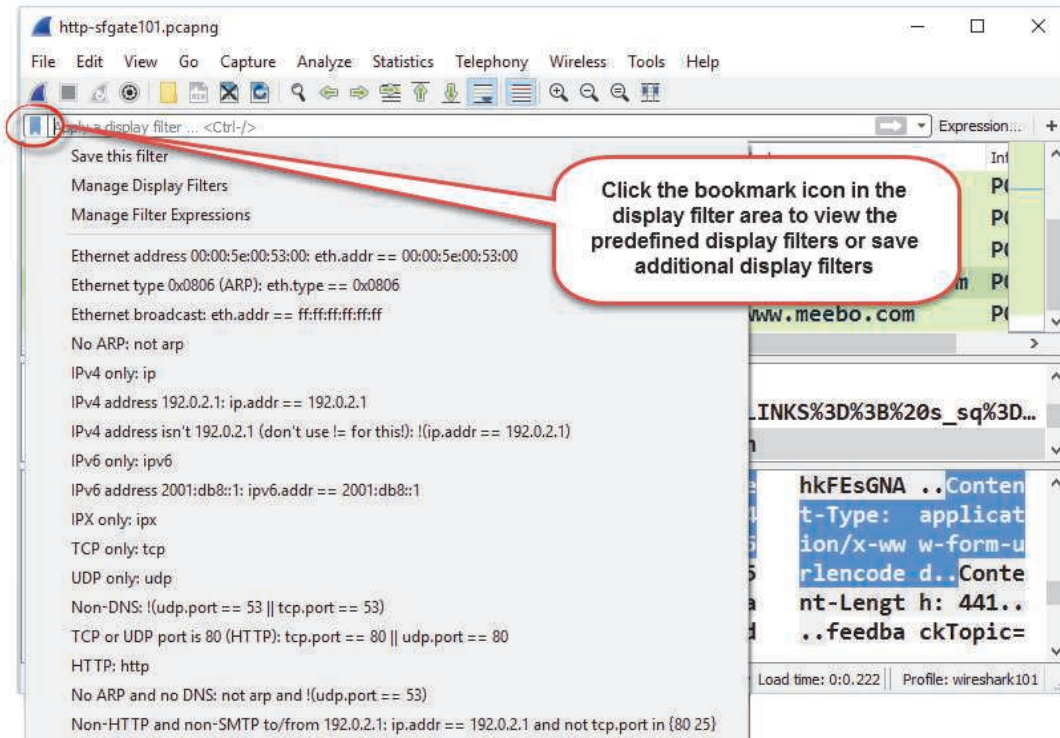 http-sfgate101.pcapng
File Edit View Go Capture Analyze Statistics Telephony Wireless Tools Help
Apply a display filter ... <Ctrl-/>
Expression... +
Save this filter
Manage Display Filters
Manage Filter Expressions
Ethernet address 00:00:5e:00:53:00: eth.addr == 00:00:5e:00:53:00
Ethernet type 0x0806 (ARP): eth.type == 0x0806
Ethernet broadcast: eth.addr == ff:ff:ff:ff:ff:ff
No ARP: not arp
IPv4 only: ip
IPv4 address 192.0.2.1: ip.addr == 192.0.2.1
IPv4 address isn't 192.0.2.1 (don't use != for this!): !(ip.addr == 192.0.2.1)
IPv6 only: ipv6
IPv6 address 2001:db8::1: ipv6.addr == 2001:db8::1
IPX only: ipx
TCP only: tcp
UDP only: udp
Non-DNS: !(udp.port == 53 || tcp.port == 53)
TCP or UDP port is 80 (HTTP): tcp.port == 80 || udp.port == 80
HTTP: http
No ARP and no DNS: not arp and !(udp.port == 53)
Non-HTTP and non-SMTP to/from 192.0.2.1: ip.addr == 192.0.2.1 and not tcp.port in {80 25}
Click the bookmark icon in the
display filter area to view the
predefined display filters or save
additional display filters
www.meebo.com
LINKS%3D%3B%20s_sq%3D...
hkFEsGNA ..Conten
t-Type: applicat
ion/x-ww w-form-u
rlencode d..Conte
nt-Lengt h: 441..
..feedba ckTopic=
Load time: 0:0.222 Profile: wireshark101